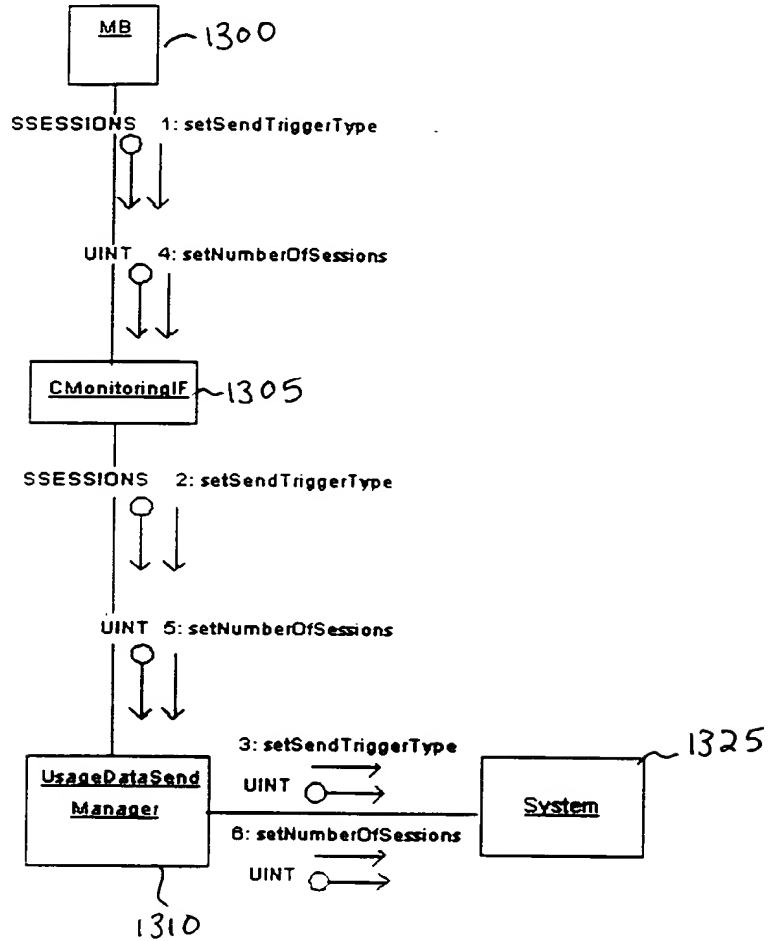 MB
1300
SSESSIONS 1: setSendTriggerType
UINT 4: setNumberOfSessions
CMonitoringIF
1305
SSESSIONS 2: setSendTriggerType
UINT 5: setNumberOfSessions
3: setSendTriggerType
1325
UsageDataSend
Manager
UINT
System
6: setNumberOfSessions
UINT
1310